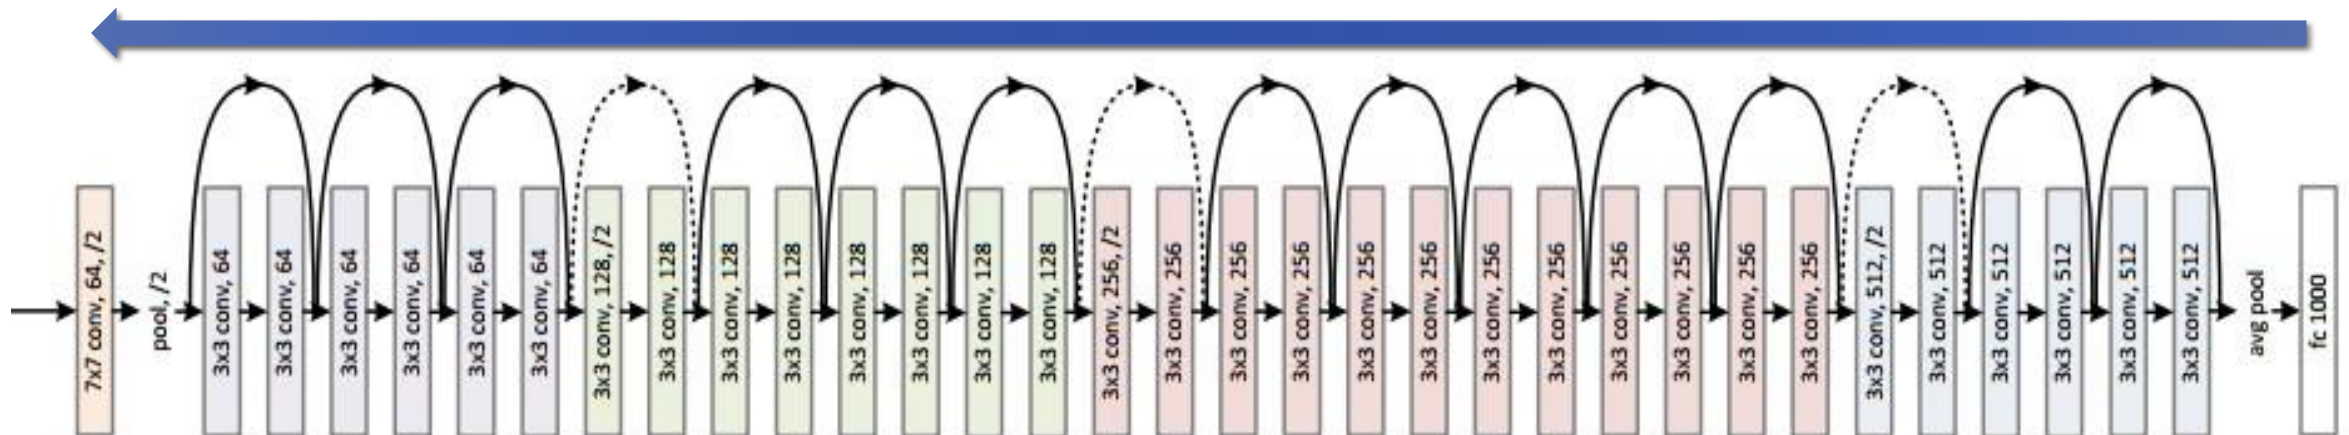 7x7 conv, 64, /2
pool, /2
3x3 conv, 64
3x3 conv, 64
3x3 conv, 64
3x3 conv, 64
3x3 conv, 64
3x3 conv, 64
3x3 conv, 128, /2
3x3 conv, 128
3x3 conv, 128
3x3 conv, 128
3x3 conv, 128
3x3 conv, 128
3x3 conv, 128
3x3 conv, 128
3x3 conv, 256, /2
3x3 conv, 256
3x3 conv, 256
3x3 conv, 256
3x3 conv, 256
3x3 conv, 256
3x3 conv, 256
3x3 conv, 256
3x3 conv, 256
3x3 conv, 256
3x3 conv, 256
3x3 conv, 256
3x3 conv, 512, /2
3x3 conv, 512
3x3 conv, 512
3x3 conv, 512
3x3 conv, 512
3x3 conv, 512
avg pool
fc 1000